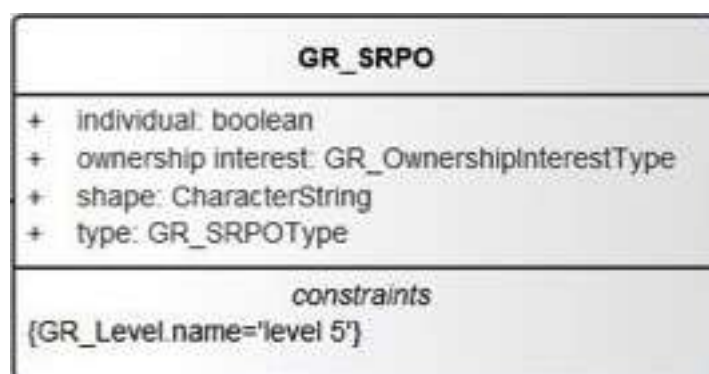 GR_SRPO
+ individual: boolean
+ ownership interest: GR_OwnershipInterestType
+ shape: CharacterString
+ type: GR_SRPOType
constraints
{GR_Level.name='level 5'}